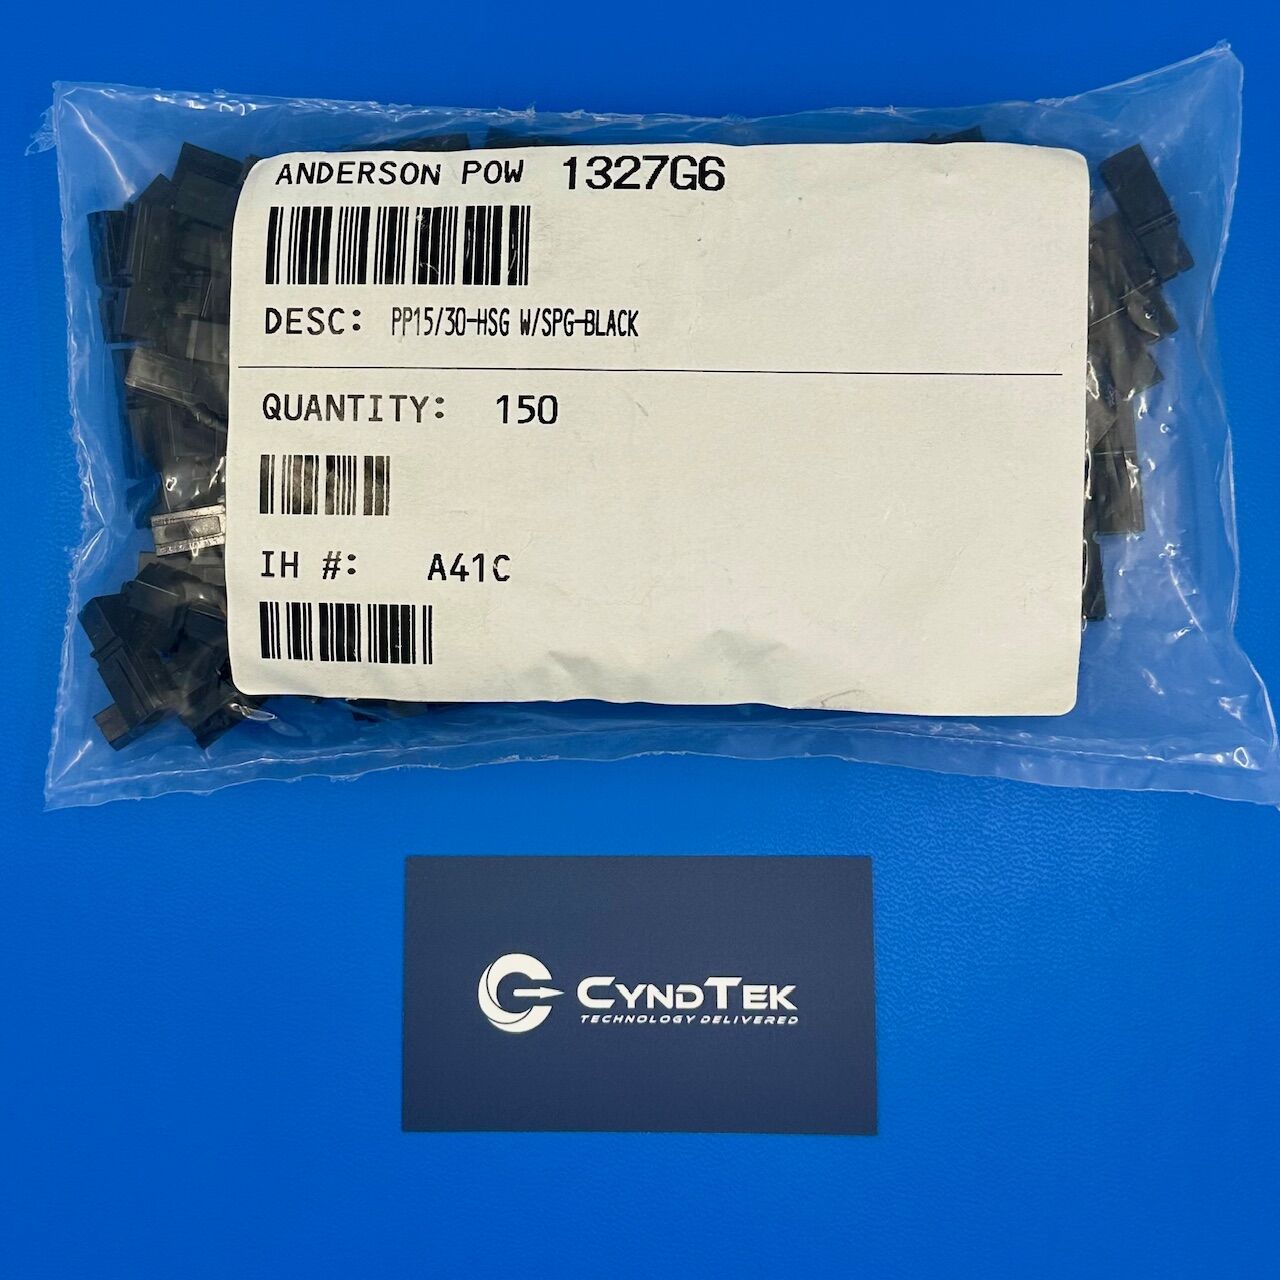 ANDERSON POW 1327G6
DESC: PP15/30-HSG W/SPG-BLACK
QUANTITY: 150
IH #: A41C
CYNDTEK
TECHNOLOGY DELIVERED